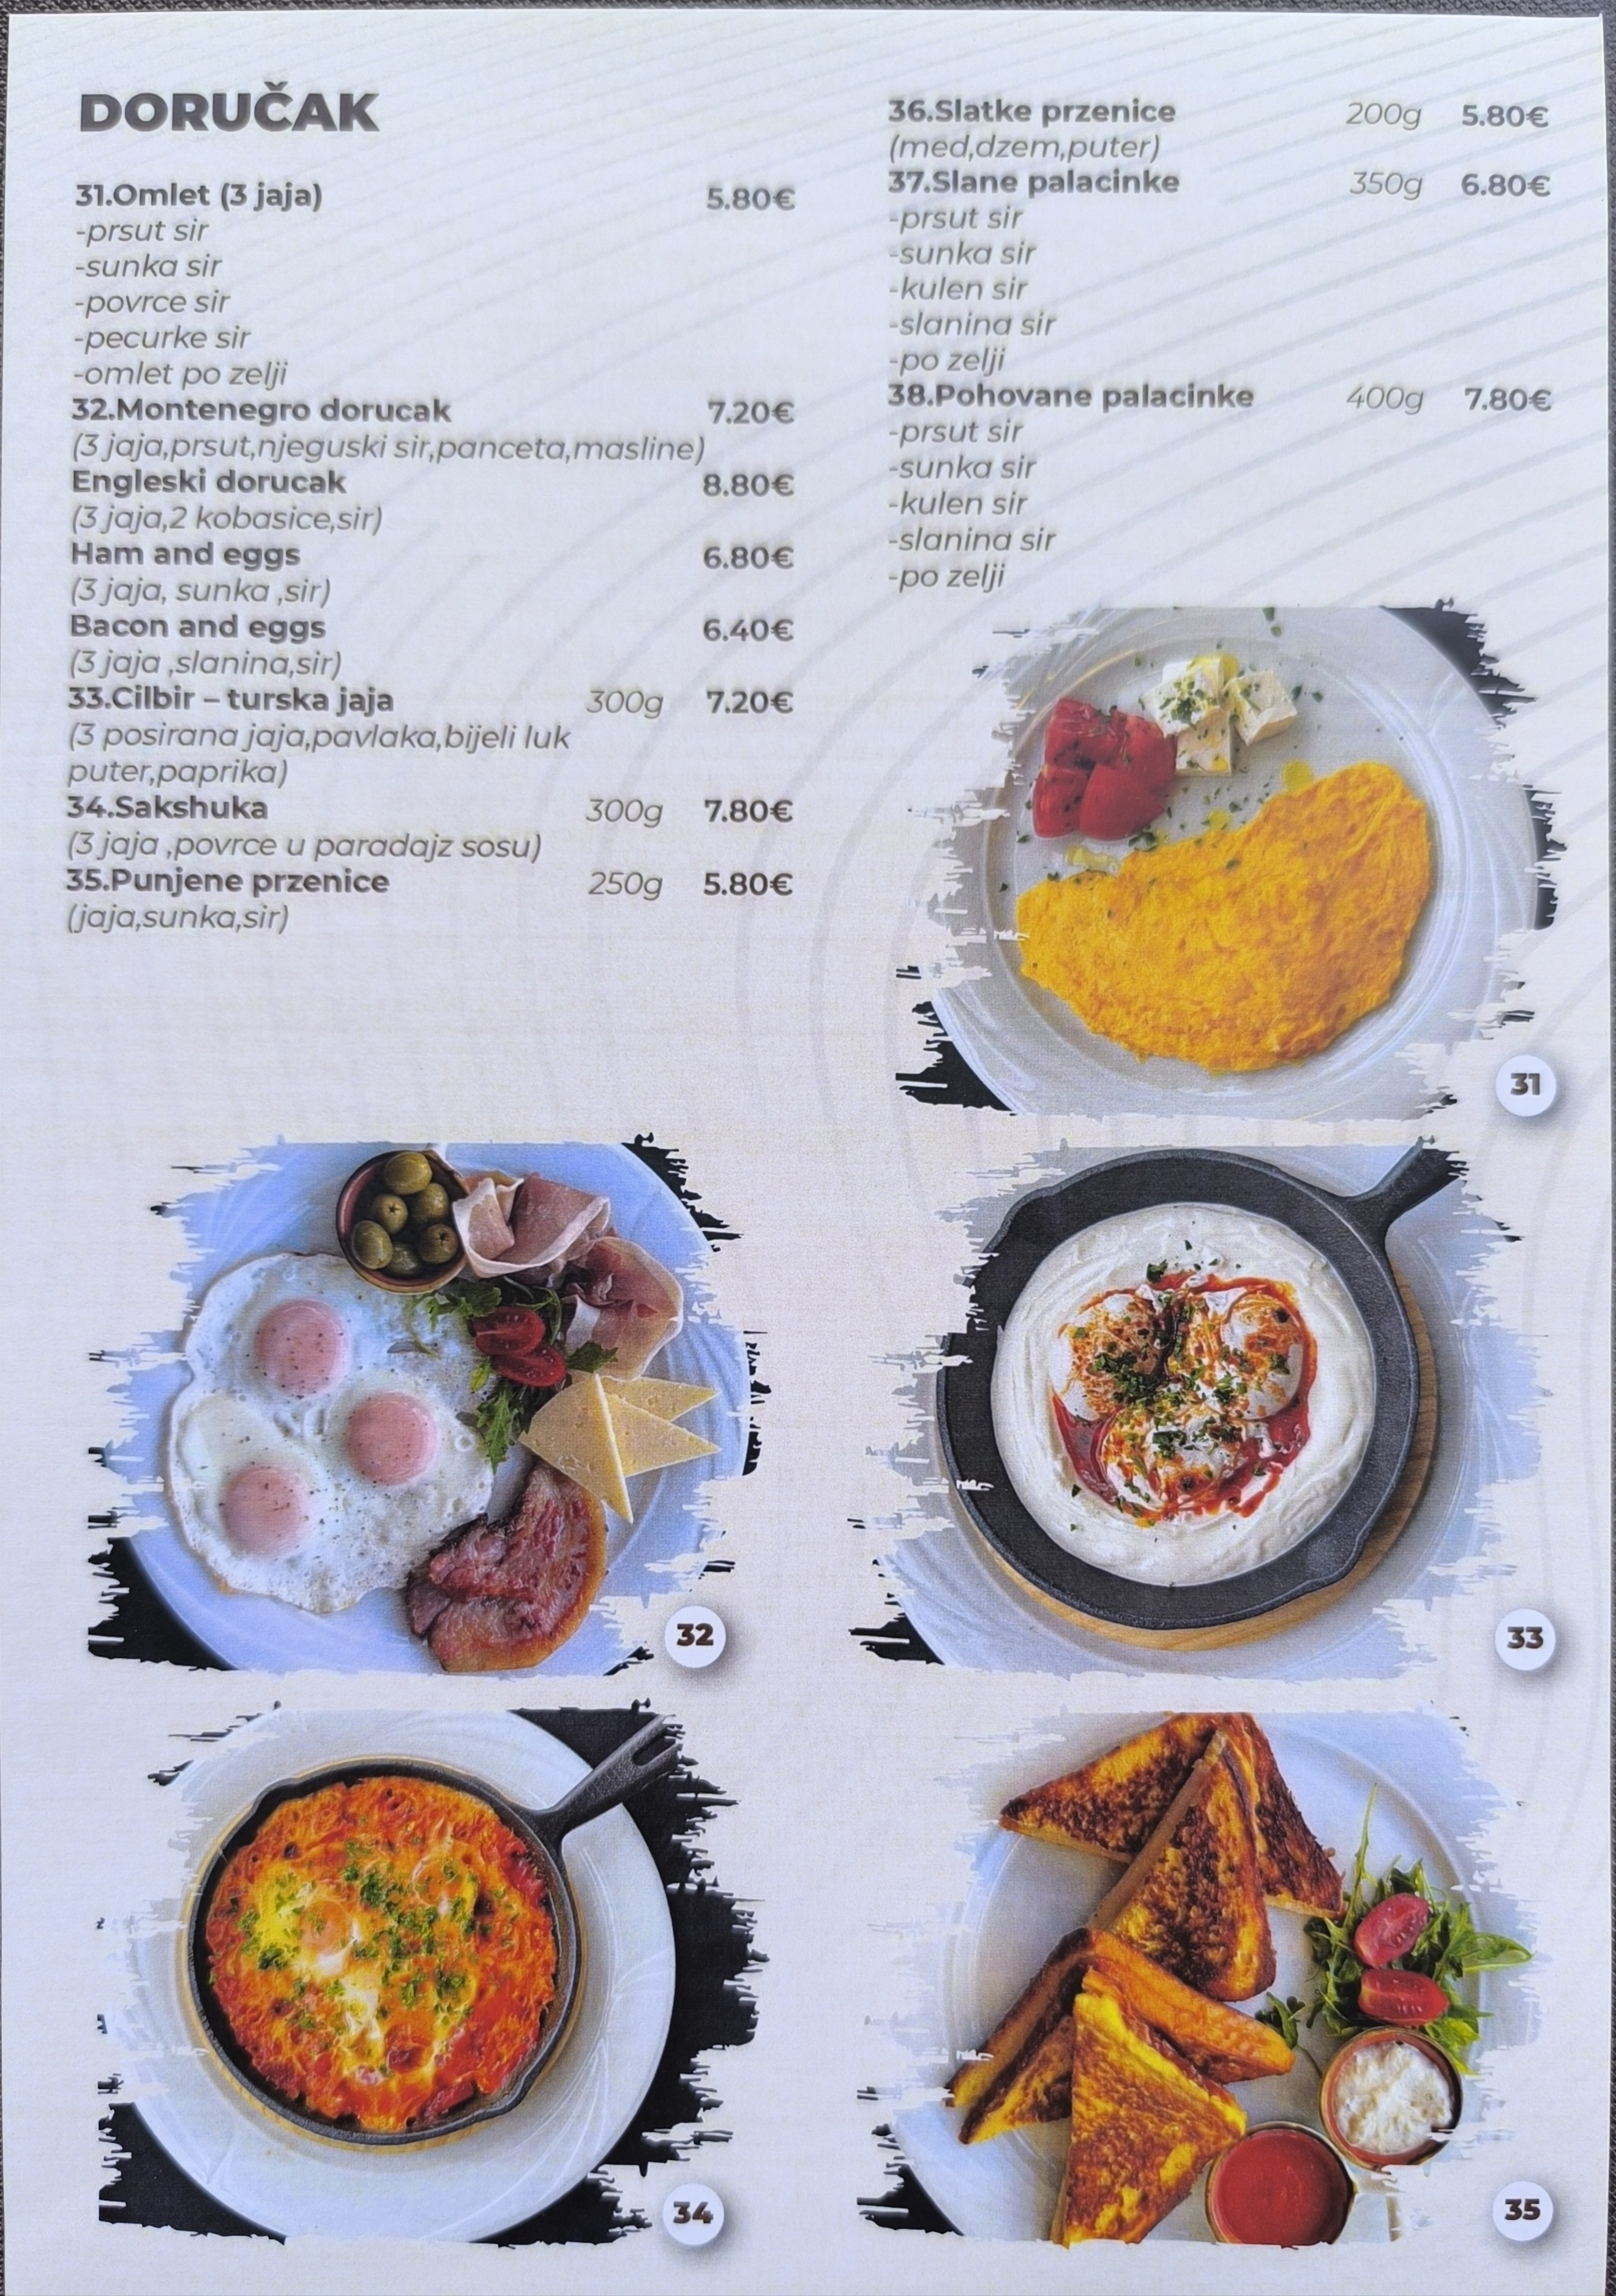 DORUČAK
31.Omlet (3 jaja) 5.80€
-prsut sir
-sunka sir
-povrce sir
-pecurke sir
-omlet po zelji
32.Montenegro dorucak 7.20€
(3 jaja,prsut,njeguski sir,panceta,masline)
Engleski dorucak 8.80€
(3 jaja,2 kobasice,sir)
Ham and eggs 6.80€
(3 jaja, sunka ,sir)
Bacon and eggs 6.40€
(3 jaja ,slanina,sir)
33.Cilbir – turska jaja 300g 7.20€
(3 posirana jaja,pavlaka,bijeli luk
puter,paprika)
34.Sakshuka 300g 7.80€
(3 jaja ,povrce u paradajz sosu)
35.Punjene przenice 250g 5.80€
(jaja,sunka,sir)
36.Slatke przenice 200g 5.80€
(med,dzem,puter)
37.Slane palacinke 350g 6.80€
-prsut sir
-sunka sir
-kulen sir
-slanina sir
-po zelji
38.Pohovane palacinke 400g 7.80€
-prsut sir
-sunka sir
-kulen sir
-slanina sir
-po zelji
31
32
33
34
35